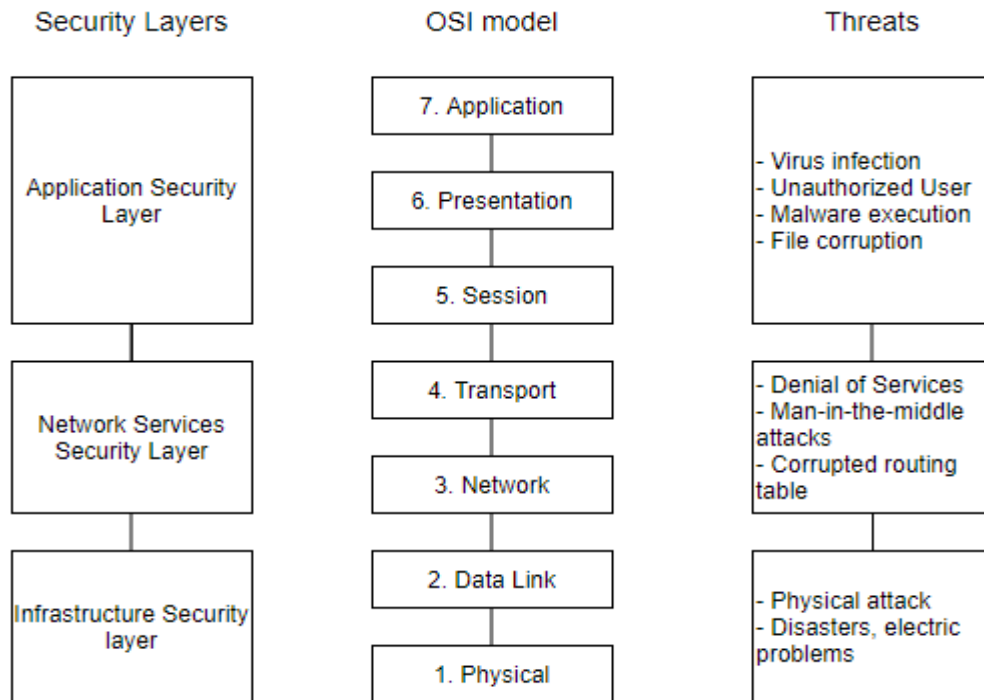 Security Layers
OSI model
Threats
Application Security
Layer
Network Services
Security Layer
Infrastructure Security
layer
7. Application
6. Presentation
5. Session
4. Transport
3. Network
2. Data Link
1. Physical
- Virus infection
- Unauthorized User
- Malware execution
- File corruption
- Denial of Services
- Man-in-the-middle
attacks
- Corrupted routing
table
- Physical attack
- Disasters, electric
problems